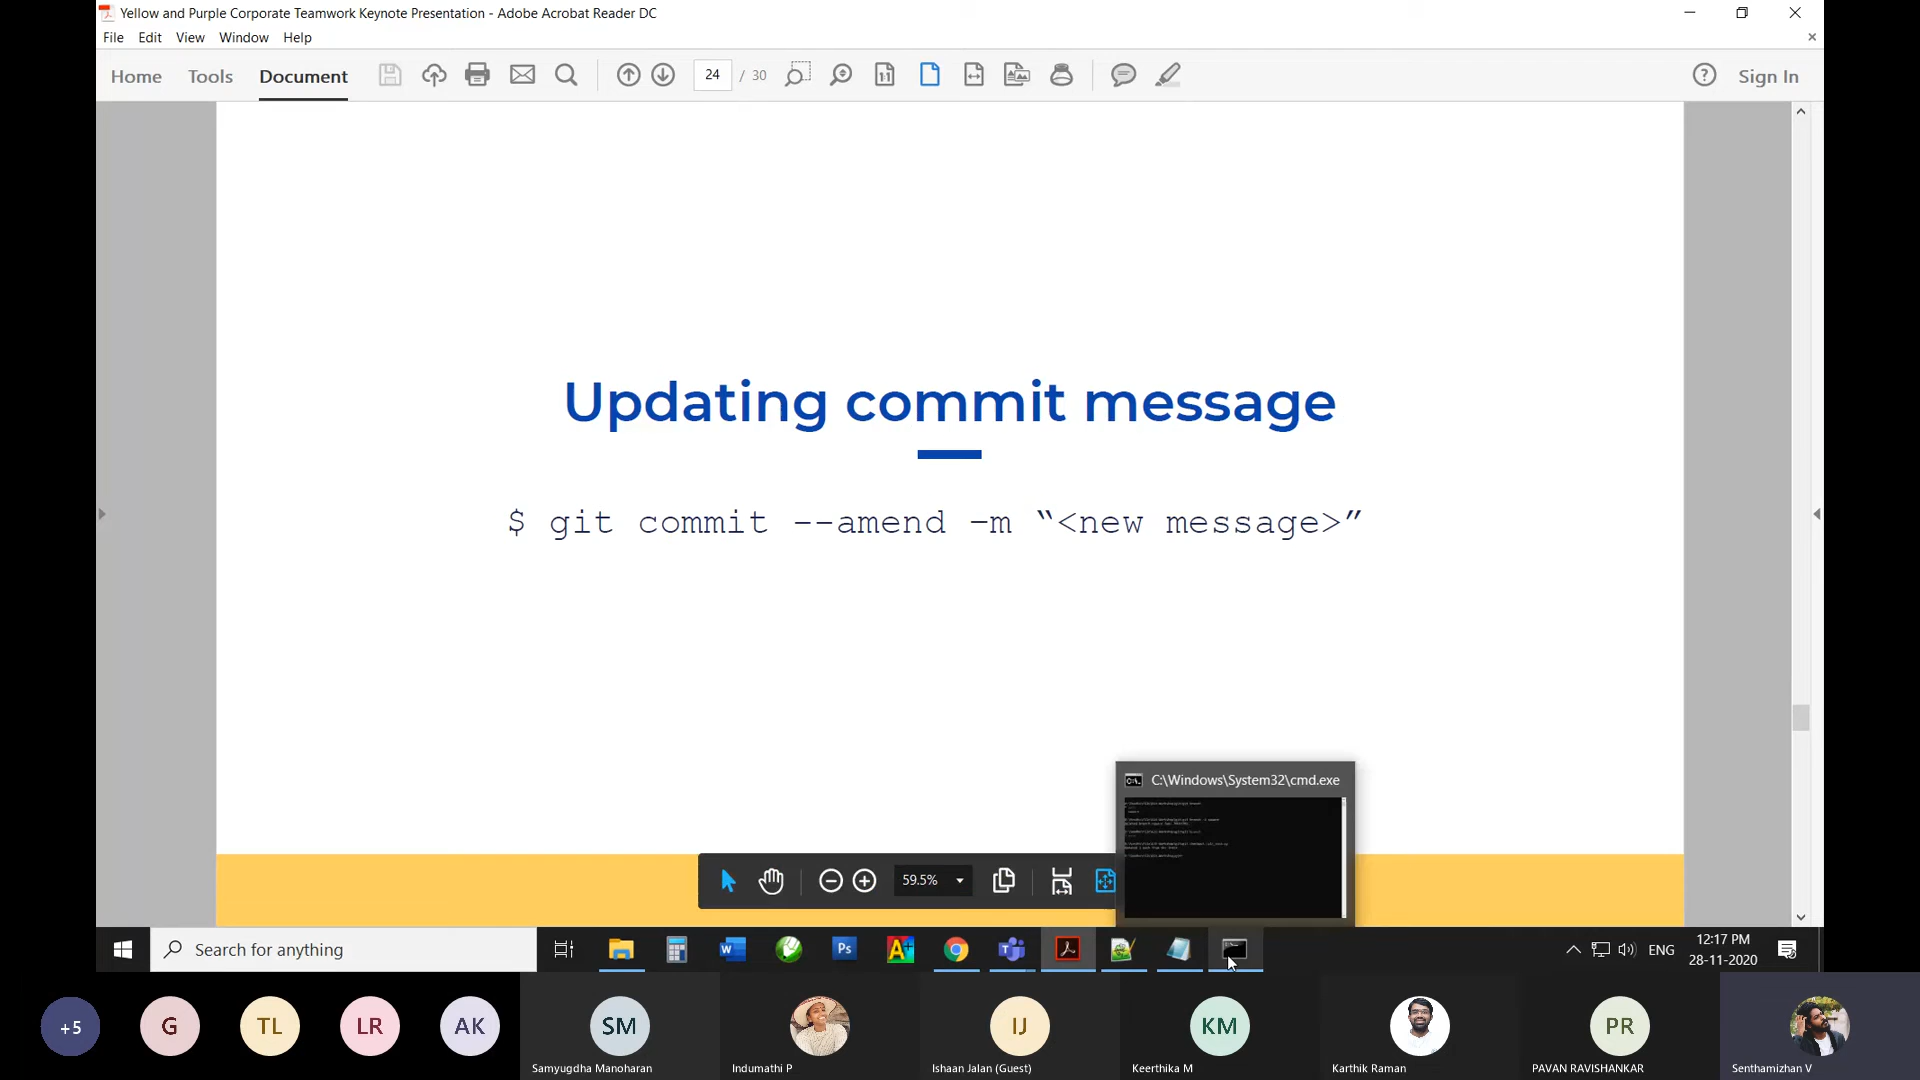 Yellow and Purple Corporate Teamwork Keynote Presentation - Adobe Acrobat Reader DC
File Edit View Window Help
Home Tools Document 24 / 30 Sign In
Updating commit message
$ git commit --amend -m “<new message>”
C:\Windows\System32\cmd.exe
59.5%
Search for anything
Ps
ENG
12:17 PM
28-11-2020
+5 G TL LR AK SM IJ KM PR
Samyugdha Manoharan Indumathi P Ishaan Jalan (Guest) Keerthika M Karthik Raman PAVAN RAVISHANKAR Senthamizhan V